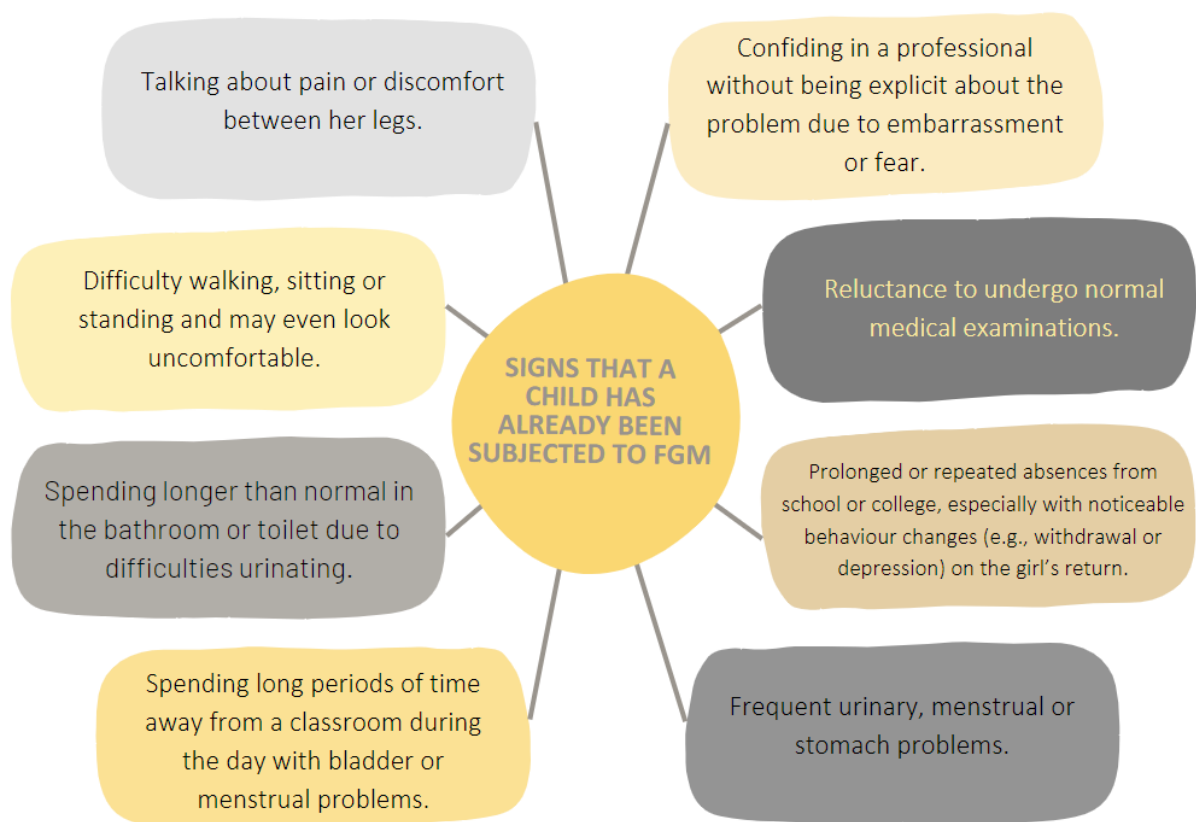 Talking about pain or discomfort
between her legs.
Confiding in a professional
without being explicit about the
problem due to embarrassment
or fear.
Difficulty walking, sitting or
standing and may even look
uncomfortable.
Reluctance to undergo normal
medical examinations.
SIGNS THAT A
CHILD HAS
ALREADY BEEN
SUBJECTED TO FGM
Spending longer than normal in
the bathroom or toilet due to
difficulties urinating.
Prolonged or repeated absences from
school or college, especially with noticeable
behaviour changes (e.g., withdrawal or
depression) on the girl’s return.
Spending long periods of time
away from a classroom during
the day with bladder or
menstrual problems.
Frequent urinary, menstrual or
stomach problems.